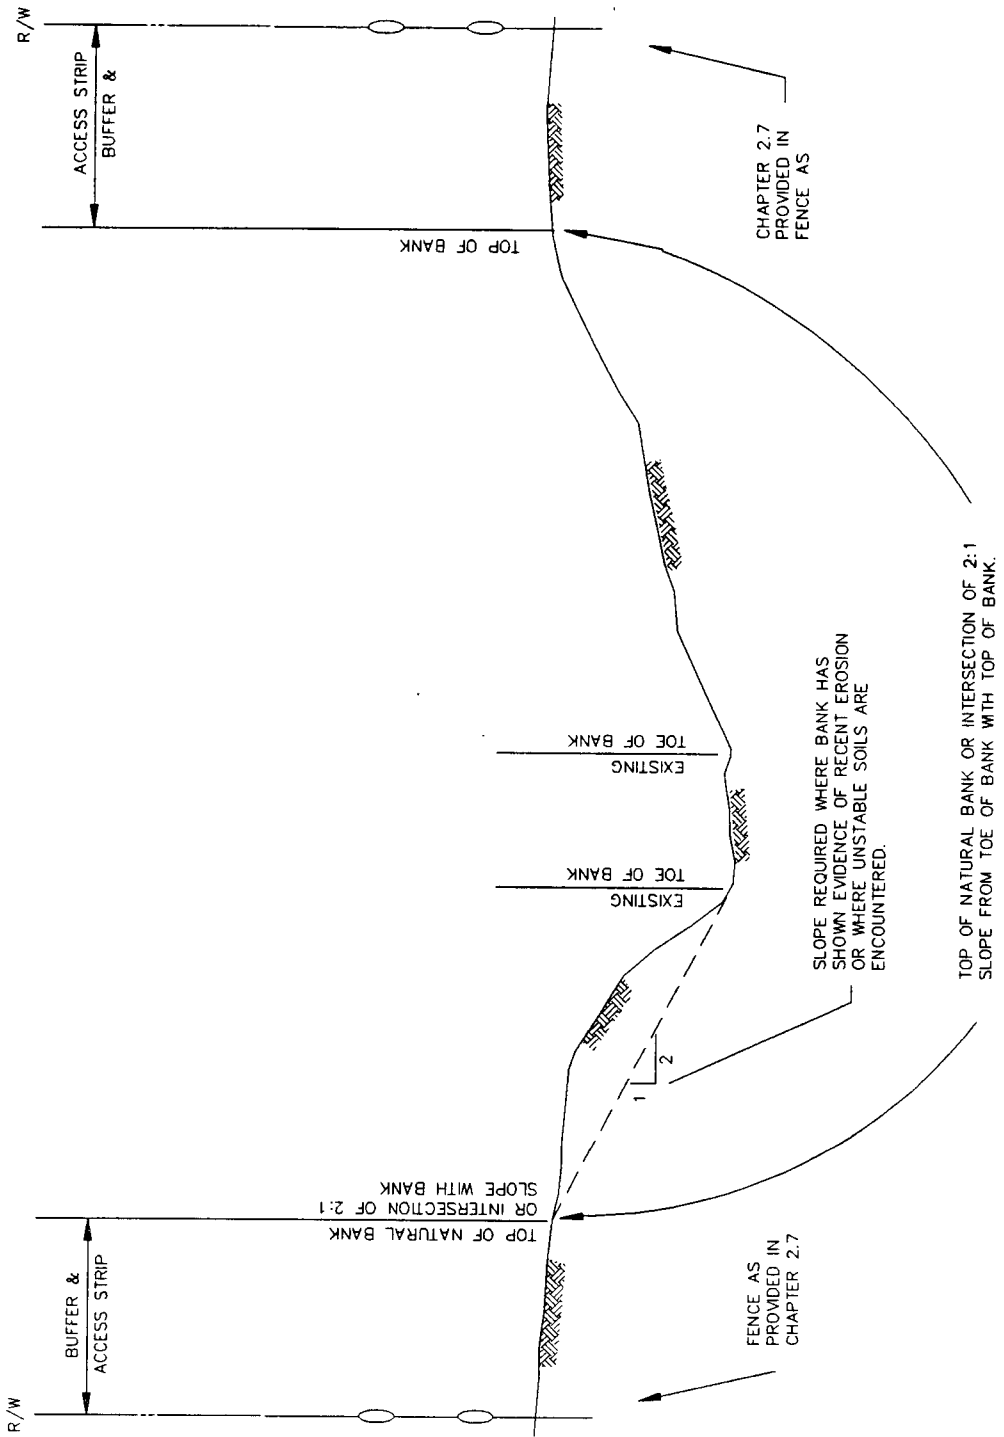 R/W
BUFFER &
ACCESS STRIP
TOP OF NATURAL BANK
OR INTERSECTION OF 2:1
SLOPE WITH BANK
FENCE AS
PROVIDED IN
CHAPTER 2.7
1
2
EXISTING
TOE OF BANK
EXISTING
TOE OF BANK
SLOPE REQUIRED WHERE BANK HAS
SHOWN EVIDENCE OF RECENT EROSION
OR WHERE UNSTABLE SOILS ARE
ENCOUNTERED.
TOP OF NATURAL BANK OR INTERSECTION OF 2:1
SLOPE FROM TOE OF BANK WITH TOP OF BANK.
TOP OF BANK
R/W
ACCESS STRIP
BUFFER &
CHAPTER 2.7
PROVIDED IN
FENCE AS